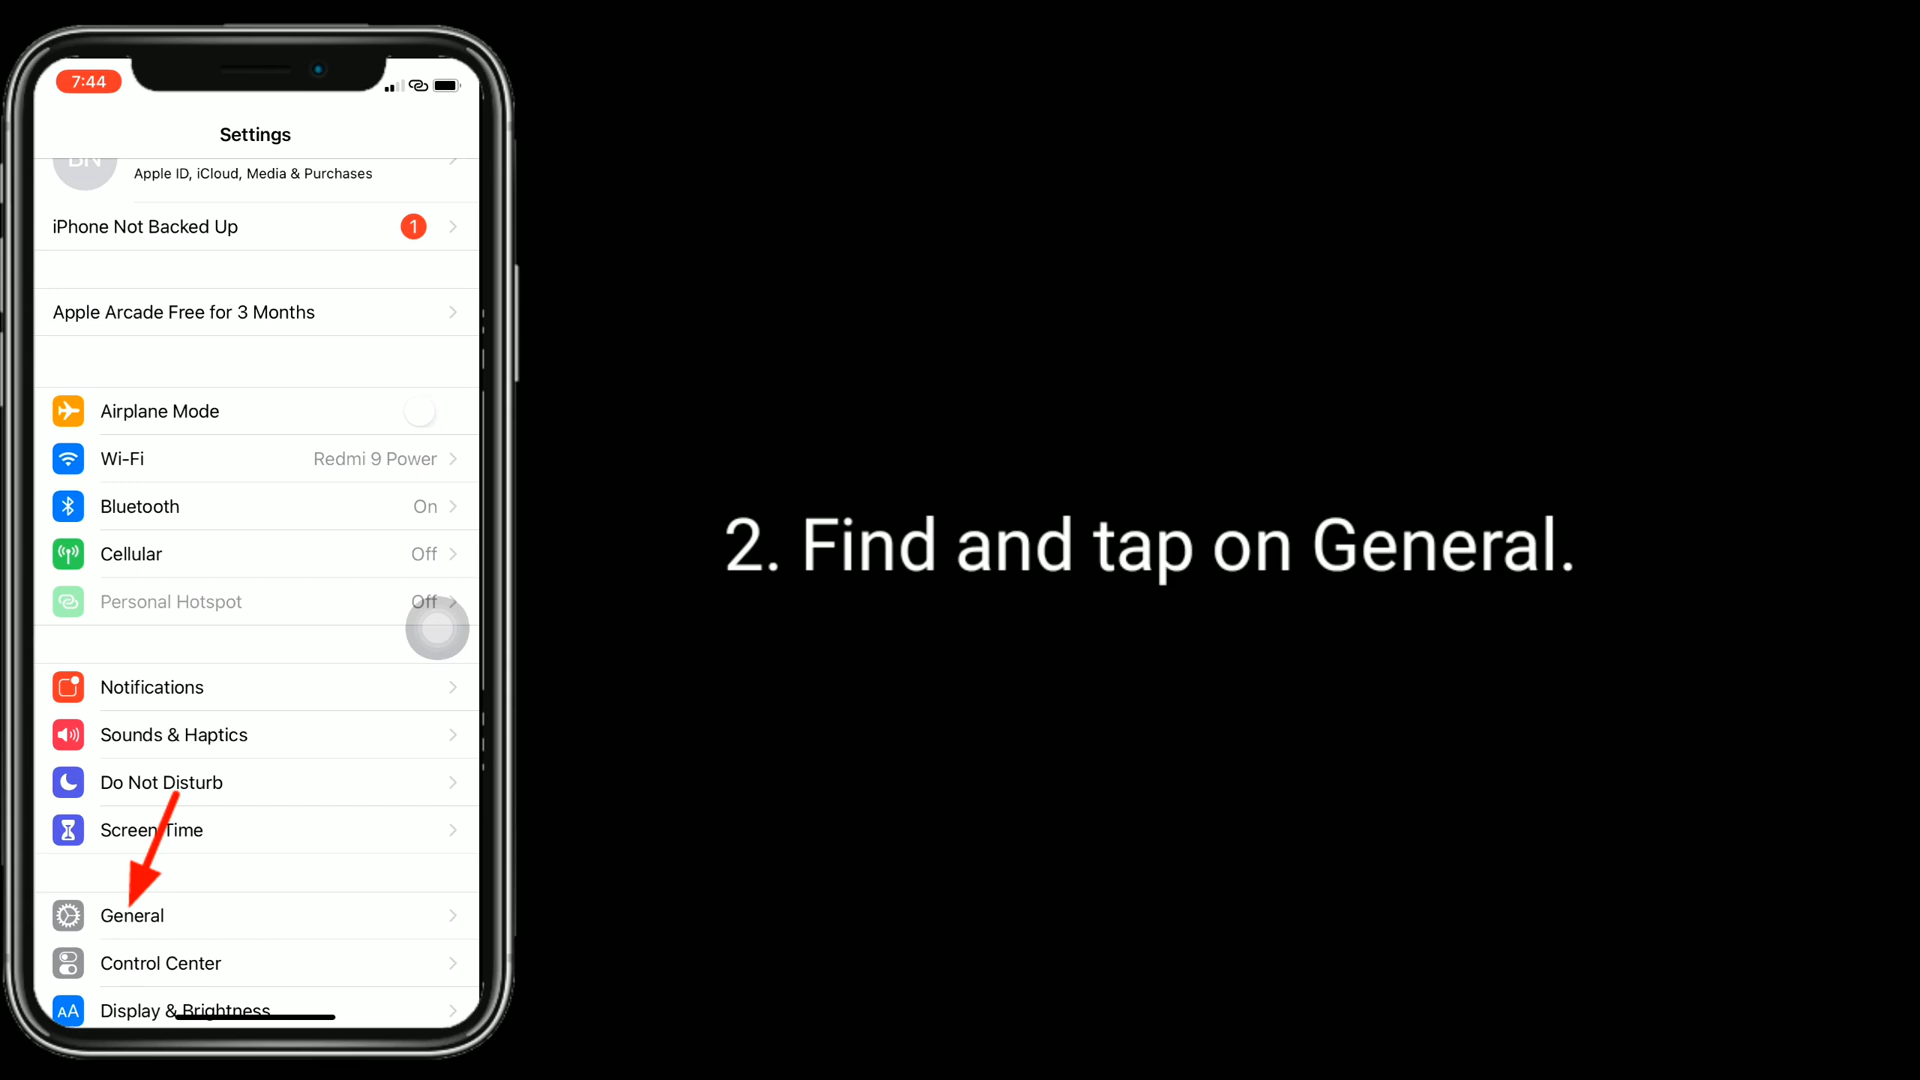 7:44
Settings
BN
Apple ID, iCloud, Media & Purchases
iPhone Not Backed Up 1
Apple Arcade Free for 3 Months
Airplane Mode
Wi-Fi Redmi 9 Power
Bluetooth On
Cellular Off
Personal Hotspot Off
Notifications
Sounds & Haptics
Do Not Disturb
Screen Time
General
Control Center
AA Display & Brightness
2. Find and tap on General.